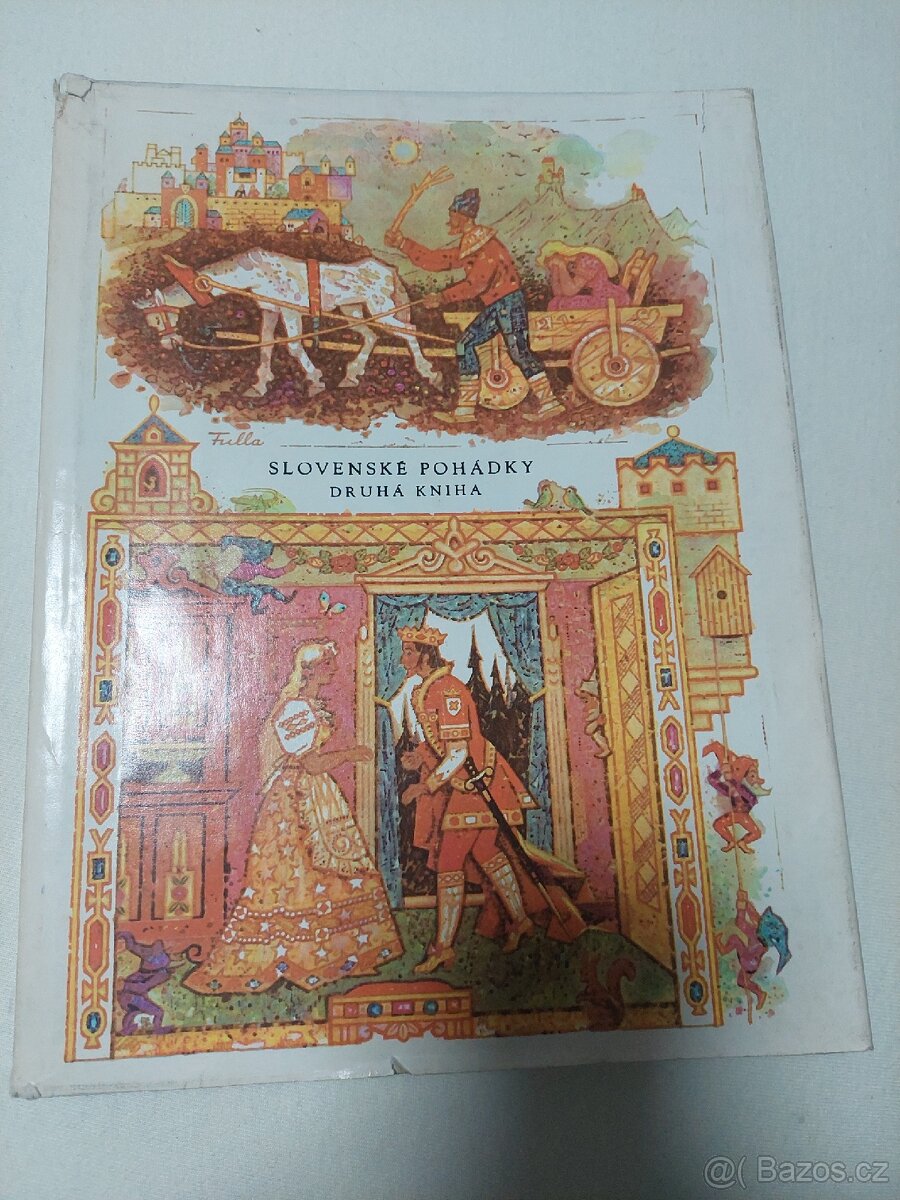 Fulla
SLOVENSKÉ POHÁDKY
DRUHÁ KNIHA
@( Bazos.cz